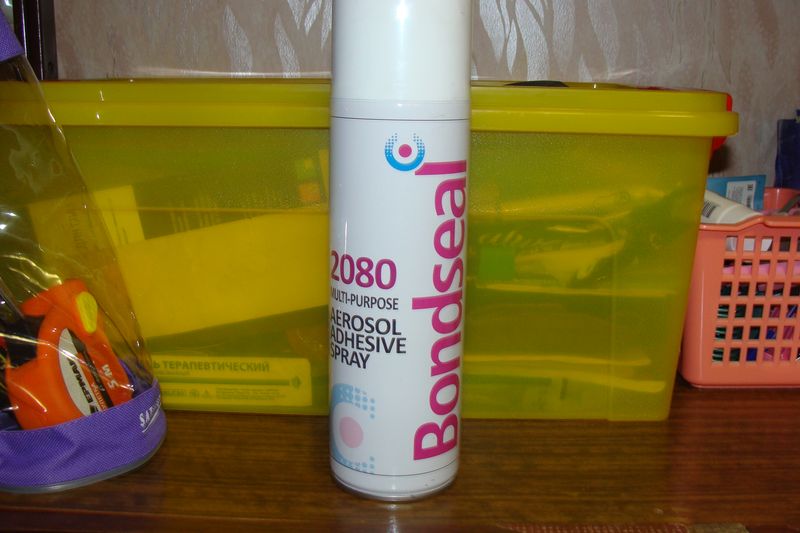 Bondseal
2080
MULTI-PURPOSE
AEROSOL
ADHESIVE
SPRAY
ТЕРАПЕВТИЧЕСКИЙ